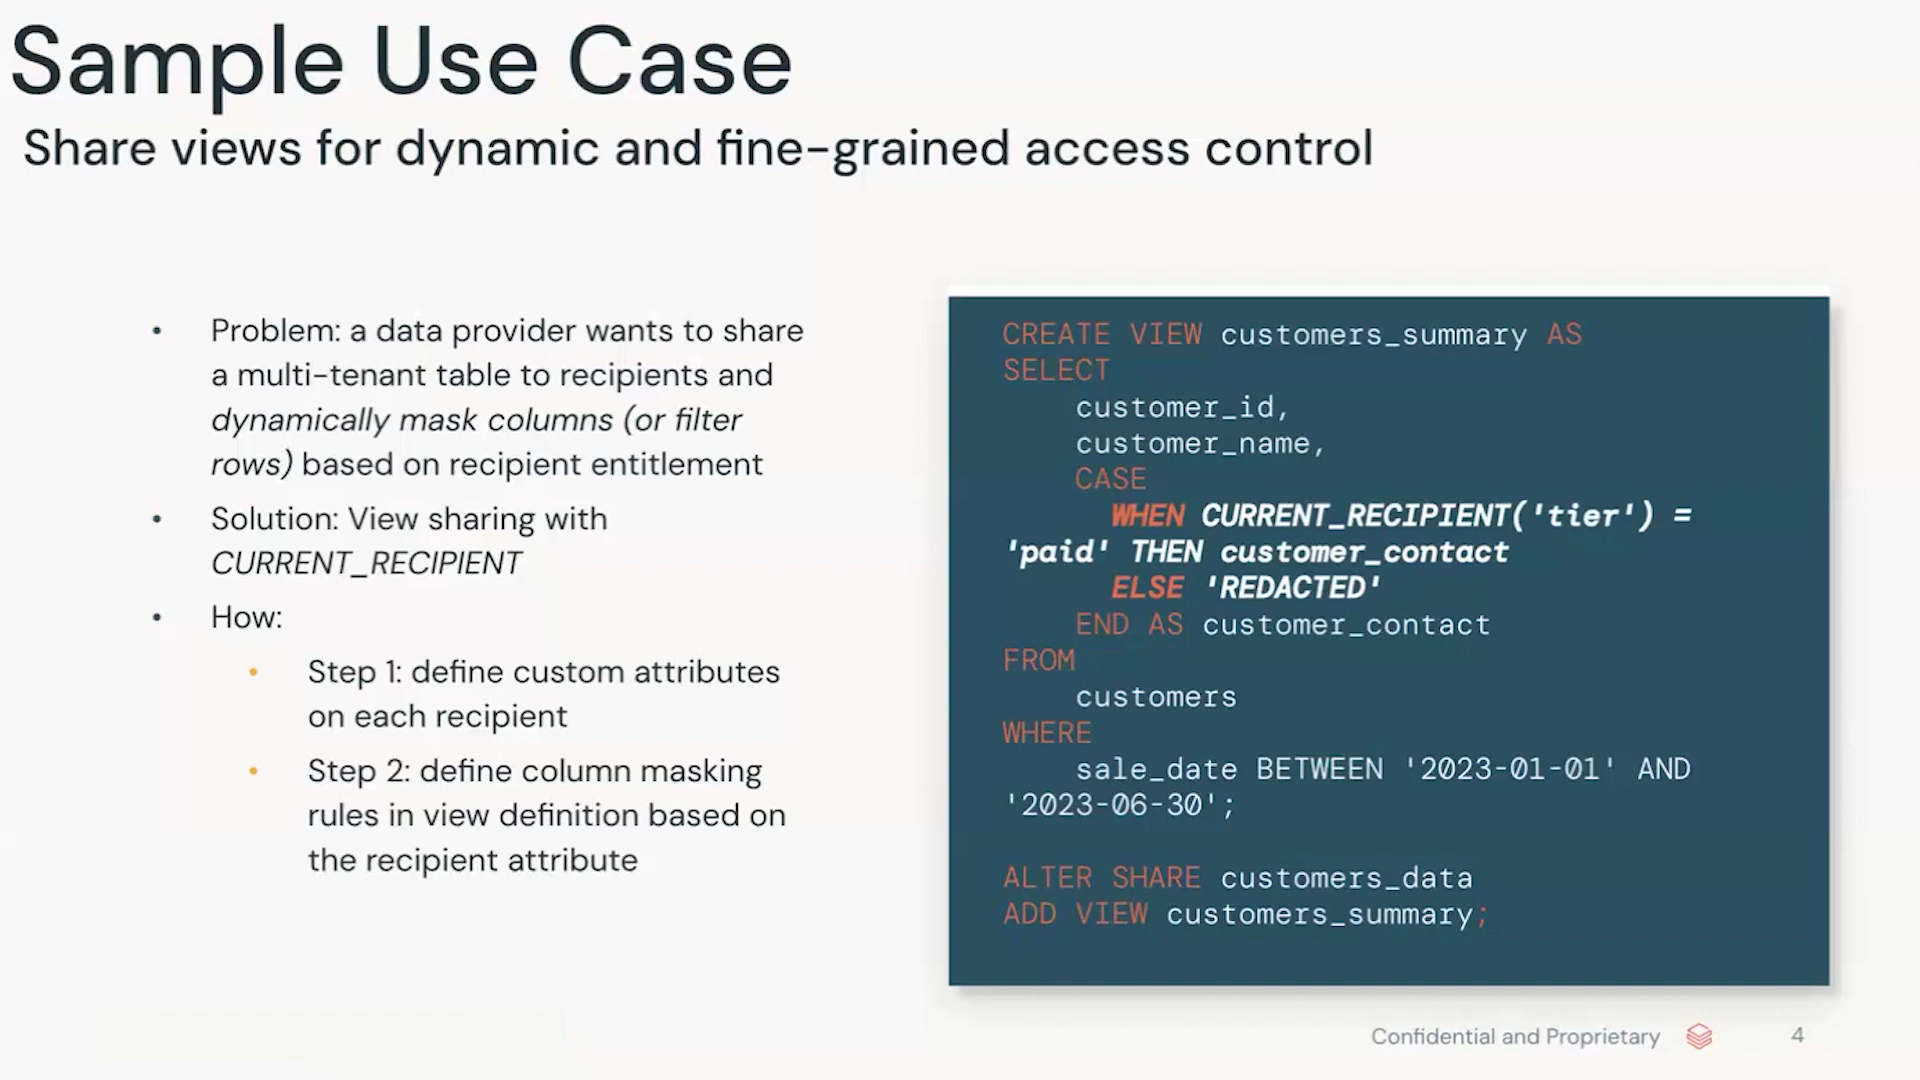 Sample Use Case
Share views for dynamic and fine-grained access control
• Problem: a data provider wants to share
a multi-tenant table to recipients and
dynamically mask columns (or filter
rows) based on recipient entitlement
• Solution: View sharing with
CURRENT_RECIPIENT
• How:
• Step 1: define custom attributes
on each recipient
• Step 2: define column masking
rules in view definition based on
the recipient attribute
CREATE VIEW customers_summary AS
SELECT
customer_id,
customer_name,
CASE
WHEN CURRENT_RECIPIENT('tier') =
'paid' THEN customer_contact
ELSE 'REDACTED'
END AS customer_contact
FROM
customers
WHERE
sale_date BETWEEN '2023-01-01' AND
'2023-06-30';
ALTER SHARE customers_data
ADD VIEW customers_summary;
Confidential and Proprietary 4